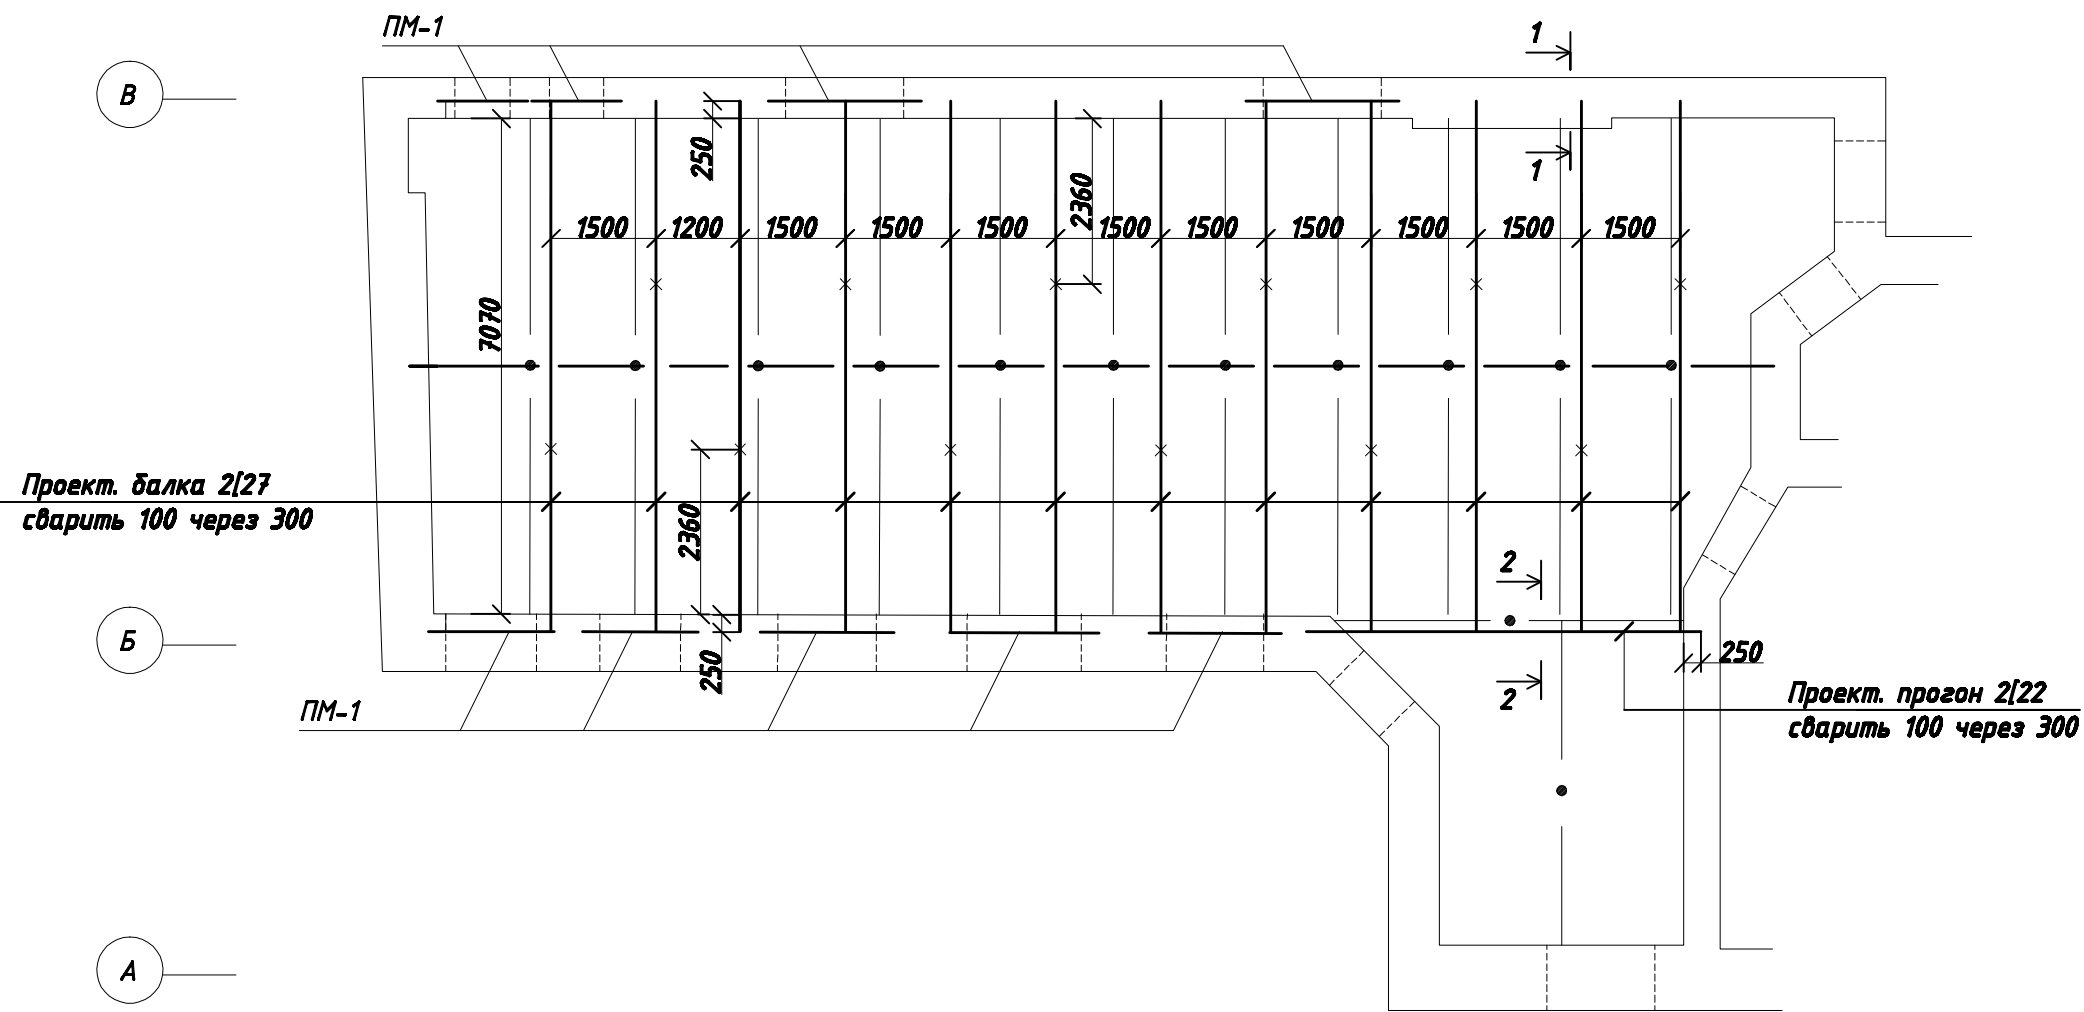 ПМ-1
1
В
250
1
2360
1500 1200 1500 1500 1500 1500 1500 1500 1500 1500 1500
7070
Проект. балка 2[27
сварить 100 через 300
2360
2
Б
250
250
2
Проект. прогон 2[22
сварить 100 через 300
ПМ-1
А